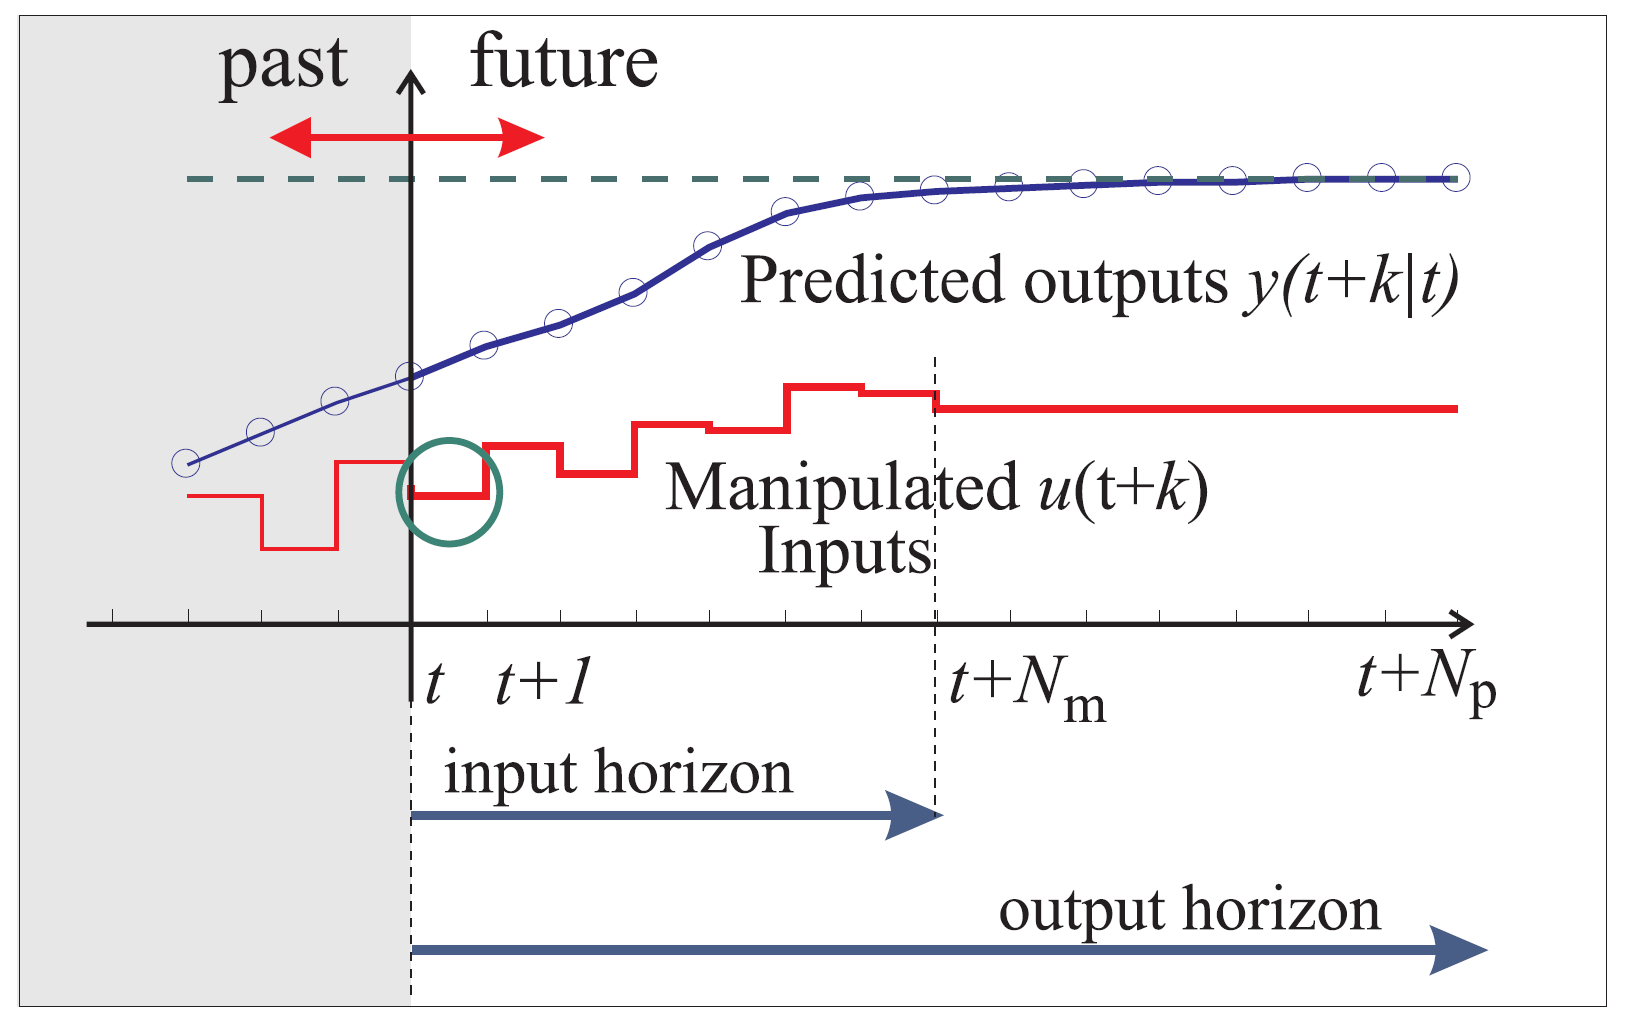 past future
Predicted outputs y(t+k|t)
Manipulated u(t+k)
Inputs
t t+1 t+Nm t+Np
input horizon
output horizon